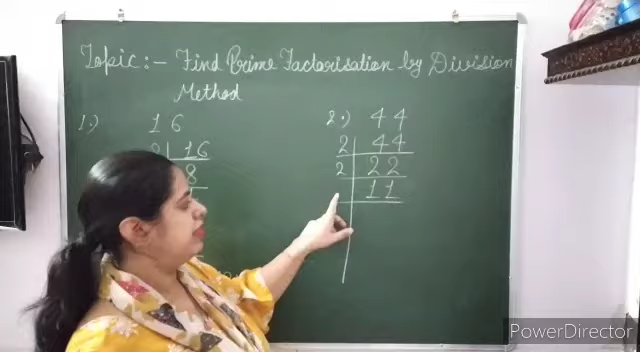 Topic :- Find Prime Factorisation by Division
Method
1.) 16
2 | 16
8
2.) 44
2 | 44
2 | 22
11
PowerDirector